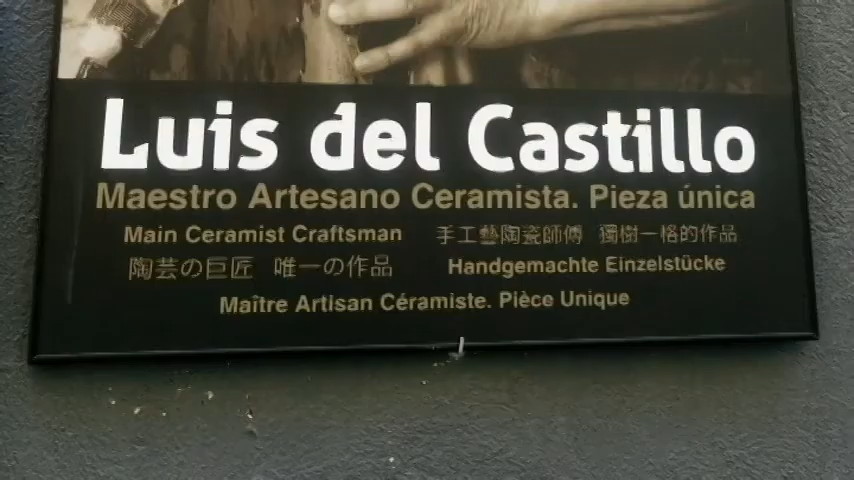 Luis del Castillo
Maestro Artesano Ceramista. Pieza única
Main Ceramist Craftsman 手工藝陶瓷師傅 獨樹一格的作品
陶芸の巨匠 唯一の作品 Handgemachte Einzelstücke
Maître Artisan Céramiste. Pièce Unique